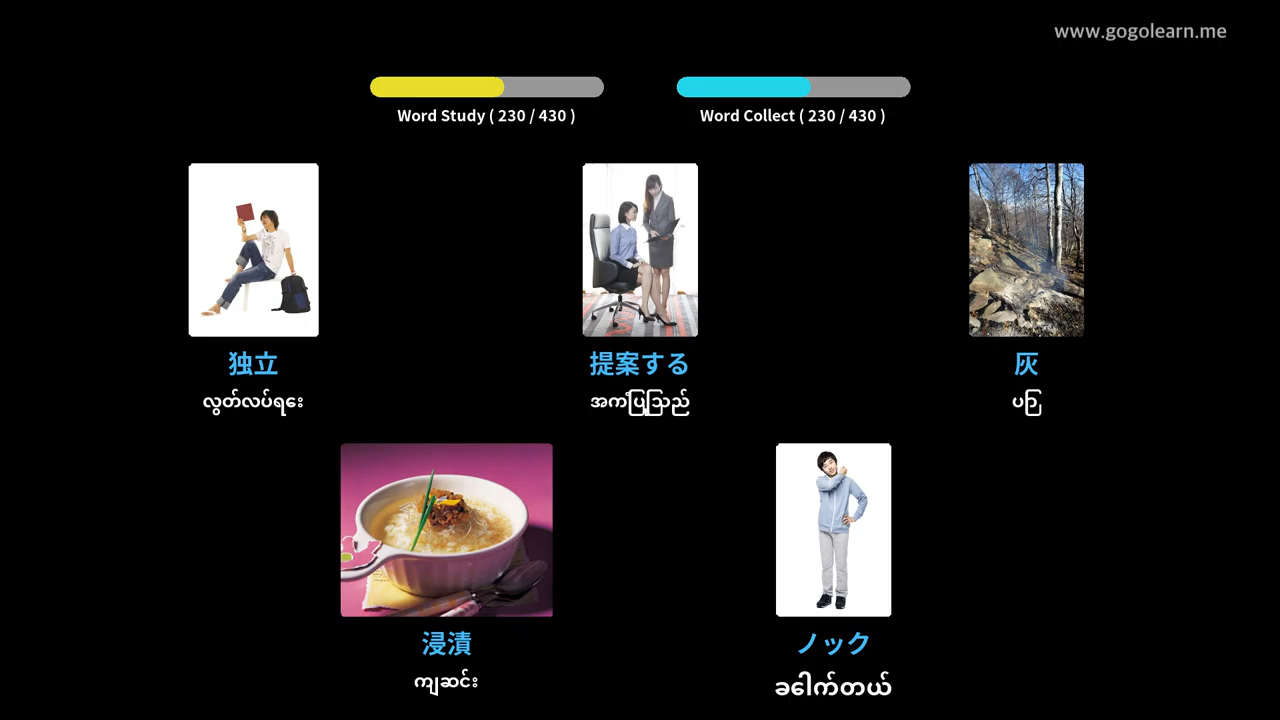 www.gogolearn.me
Word Study ( 230 / 430 )
Word Collect ( 230 / 430 )
独立
提案する
灰
လွတ်လပ်ရေး
အကံပြုသြည်
ပြာ
浸漬
ノック
ကျဆင်း
ခေါက်တယ်